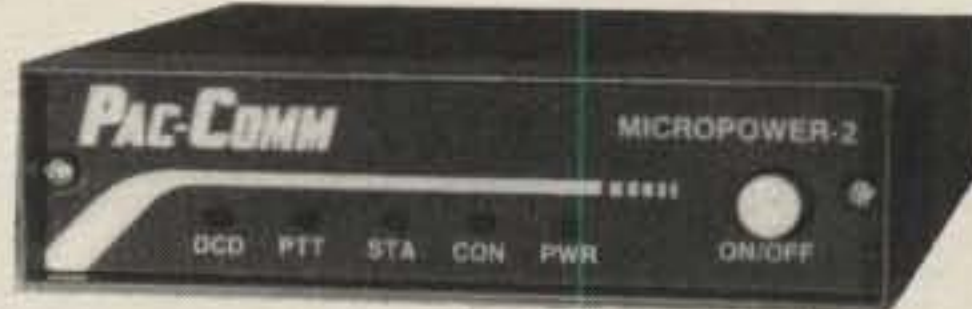 PAC-COMM
MICROPOWER-2
DCD PTT STA CON PWR
ON/OFF